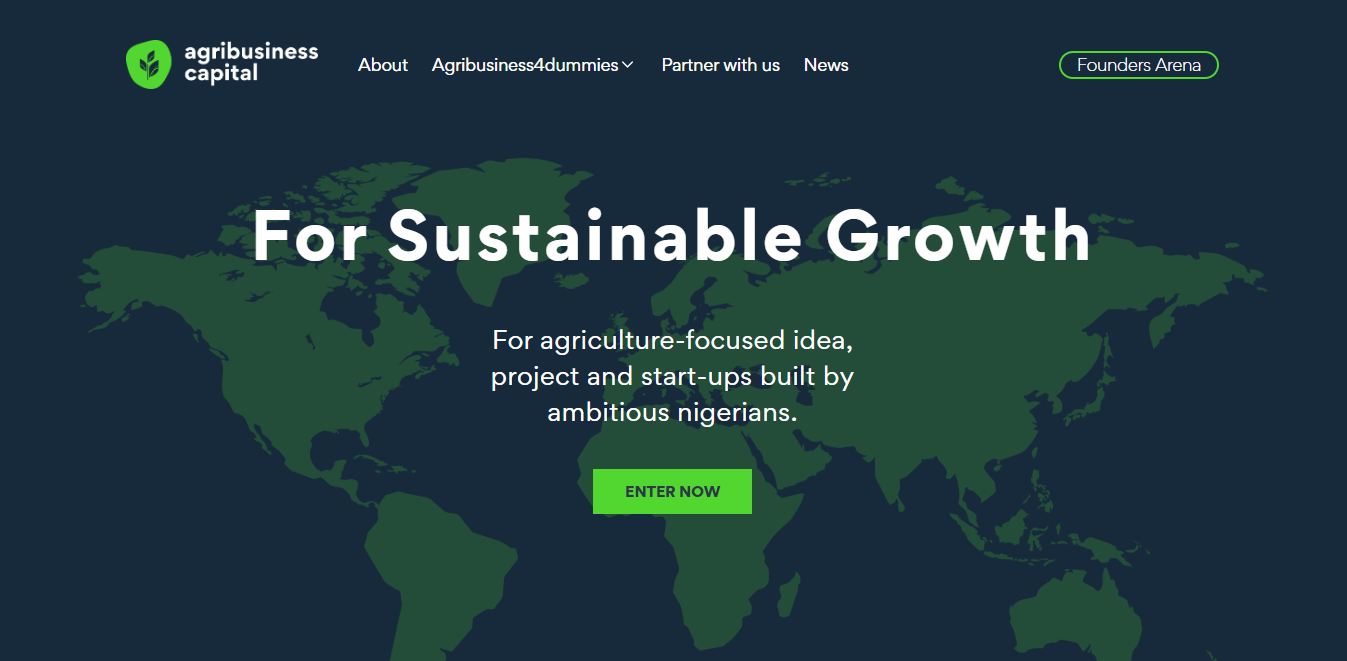 agribusiness
capital
About
Agribusiness4dummies
Partner with us
News
Founders Arena
For Sustainable Growth
For agriculture-focused idea,
project and start-ups built by
ambitious nigerians.
ENTER NOW